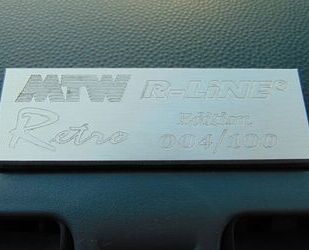 MTW R-LiNE®
Retro Edition
004/100